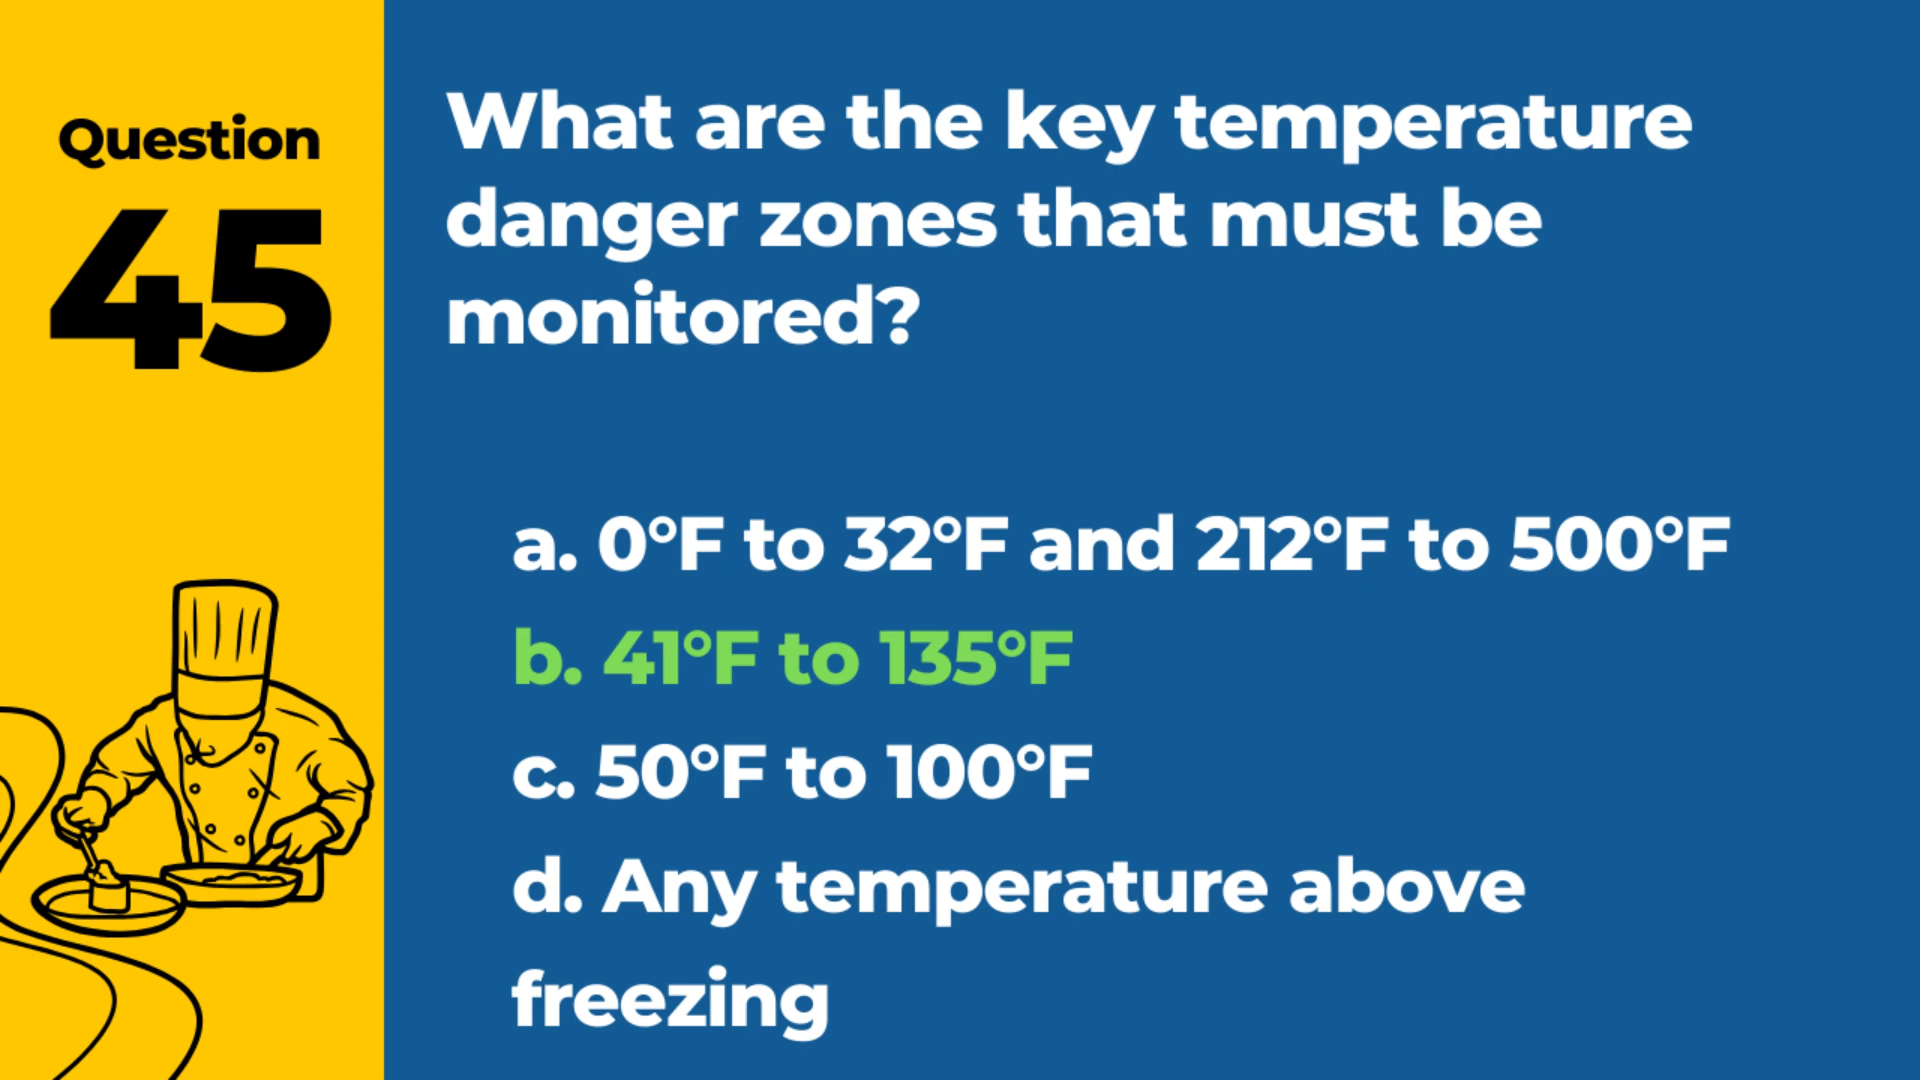 Question
45
What are the key temperature
danger zones that must be
monitored?
a. 0°F to 32°F and 212°F to 500°F
b. 41°F to 135°F
c. 50°F to 100°F
d. Any temperature above
freezing